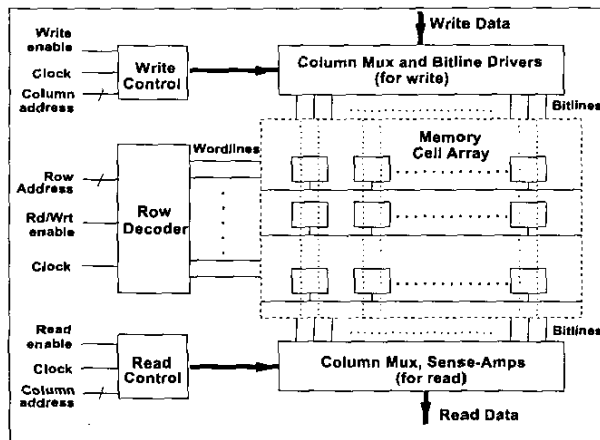 Write Data
Write
enable
Clock
Column
address
Write
Control
Column Mux and Bitline Drivers
(for write)
Bitlines
Wordlines
Memory
Cell Array
Row
Address
Rd/Wrt
enable
Clock
Row
Decoder
Read
enable
Clock
Column
address
Read
Control
Bitlines
Column Mux, Sense-Amps
(for read)
Read Data